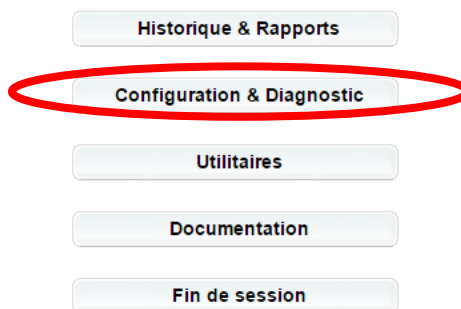 Historique & Rapports
Configuration & Diagnostic
Utilitaires
Documentation
Fin de session